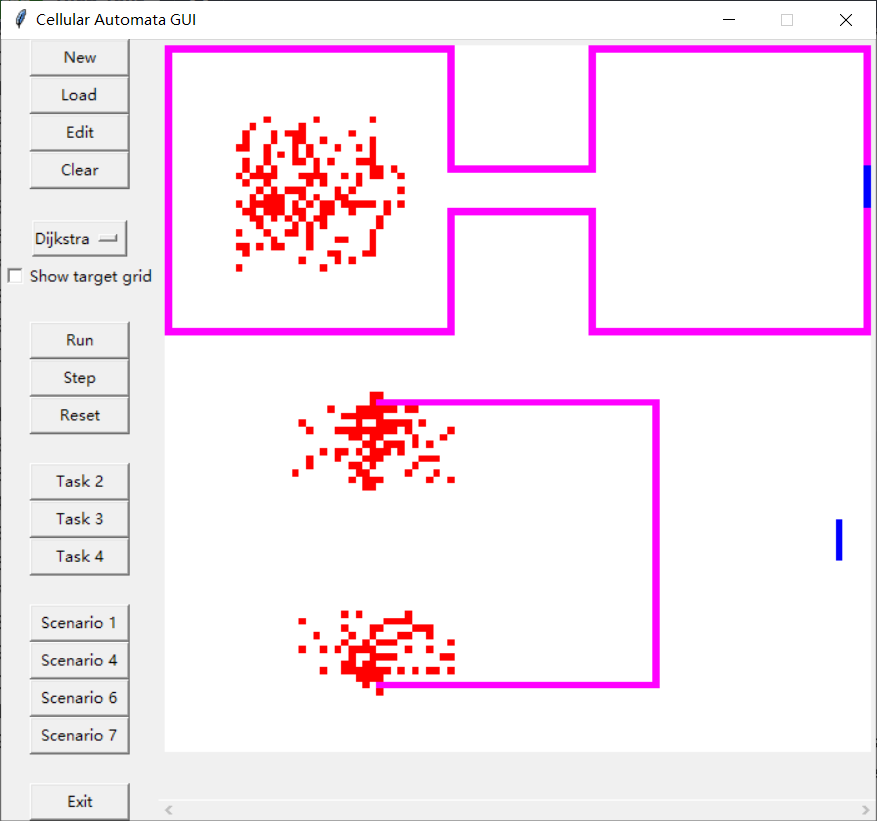 Cellular Automata GUI
New
Load
Edit
Clear
Dijkstra
Show target grid
Run
Step
Reset
Task 2
Task 3
Task 4
Scenario 1
Scenario 4
Scenario 6
Scenario 7
Exit